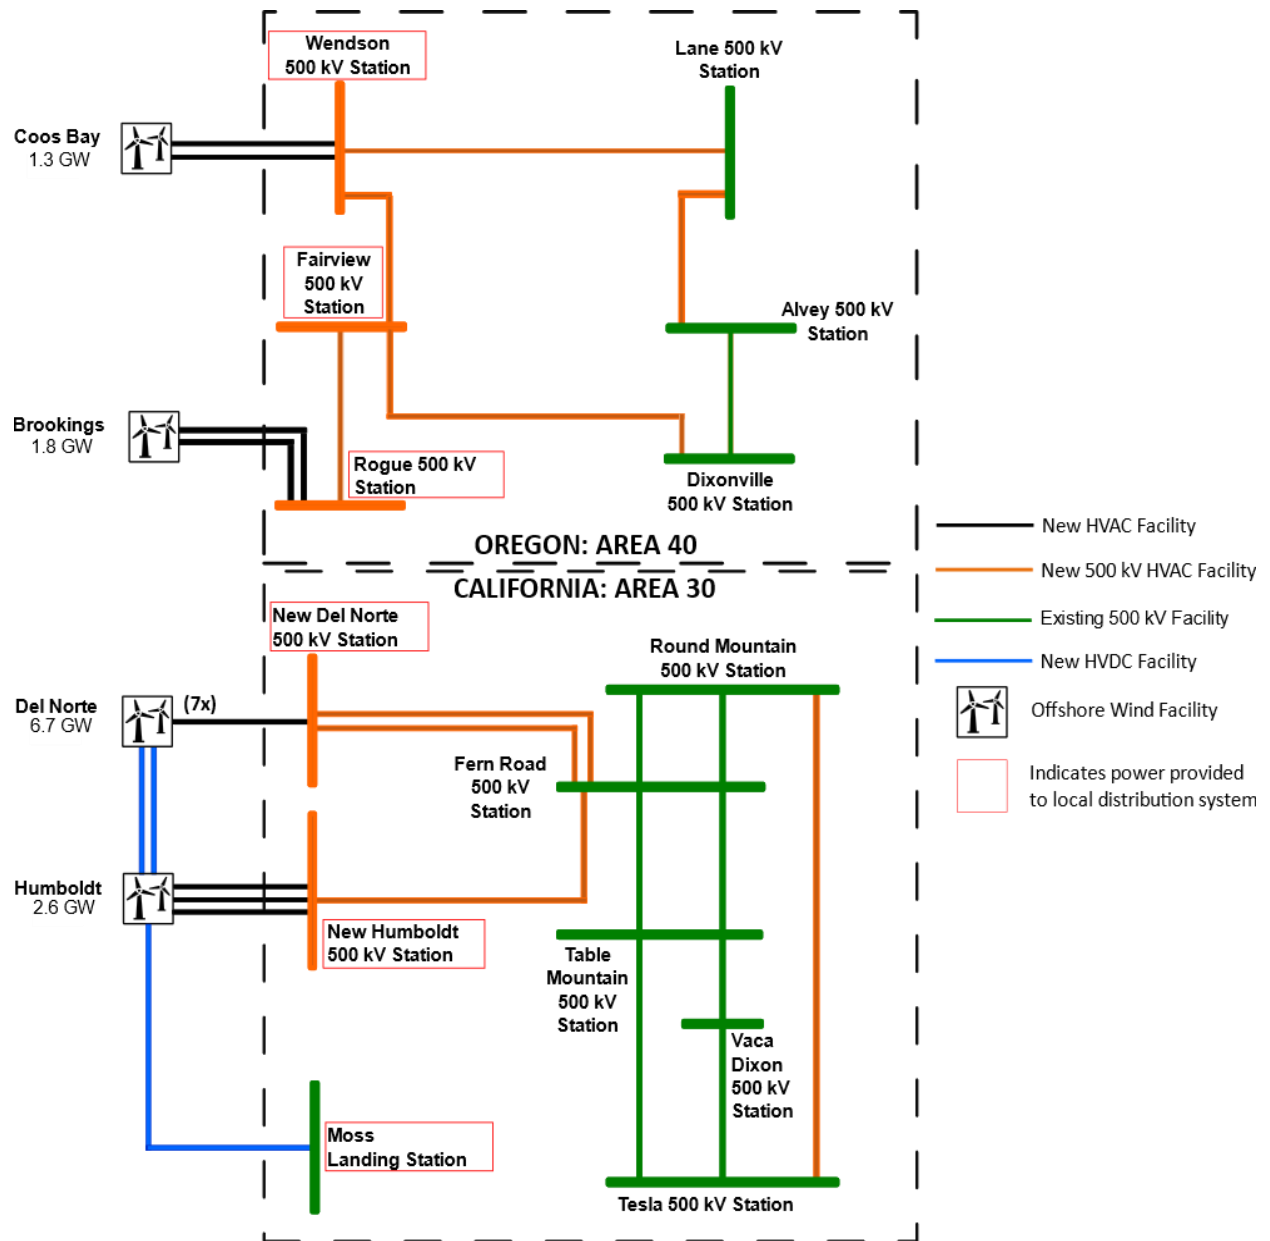 Wendson
500 kV Station
Lane 500 kV
Station
Coos Bay
1.3 GW
Fairview
500 kV
Station
Alvey 500 kV
Station
Brookings
1.8 GW
Rogue 500 kV
Station
Dixonville
500 kV Station
OREGON: AREA 40
CALIFORNIA: AREA 30
New HVAC Facility
New 500 kV HVAC Facility
Existing 500 kV Facility
New HVDC Facility
Offshore Wind Facility
Indicates power provided
to local distribution system
New Del Norte
500 kV Station
Round Mountain
500 kV Station
Del Norte
6.7 GW
(7x)
Fern Road
500 kV
Station
Humboldt
2.6 GW
New Humboldt
500 kV Station
Table
Mountain
500 kV
Station
Vaca
Dixon
500 kV
Station
Moss
Landing Station
Tesla 500 kV Station